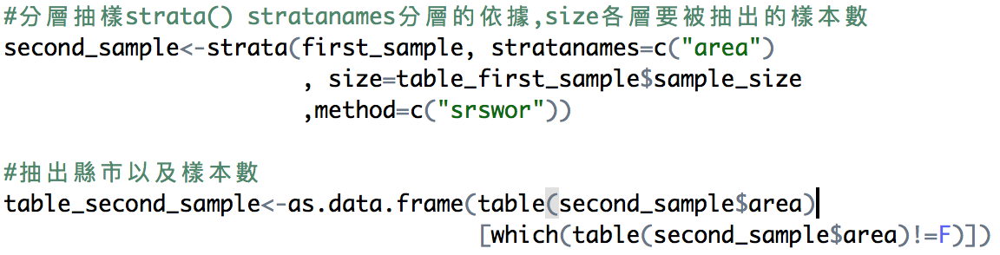 #分層抽樣strata() stratanames分層的依據,size各層要被抽出的樣本數
second_sample<-strata(first_sample, stratanames=c("area")
, size=table_first_sample$sample_size
,method=c("srswor"))
#抽出縣市以及樣本數
table_second_sample<-as.data.frame(table(second_sample$area)
[which(table(second_sample$area)!=F)])